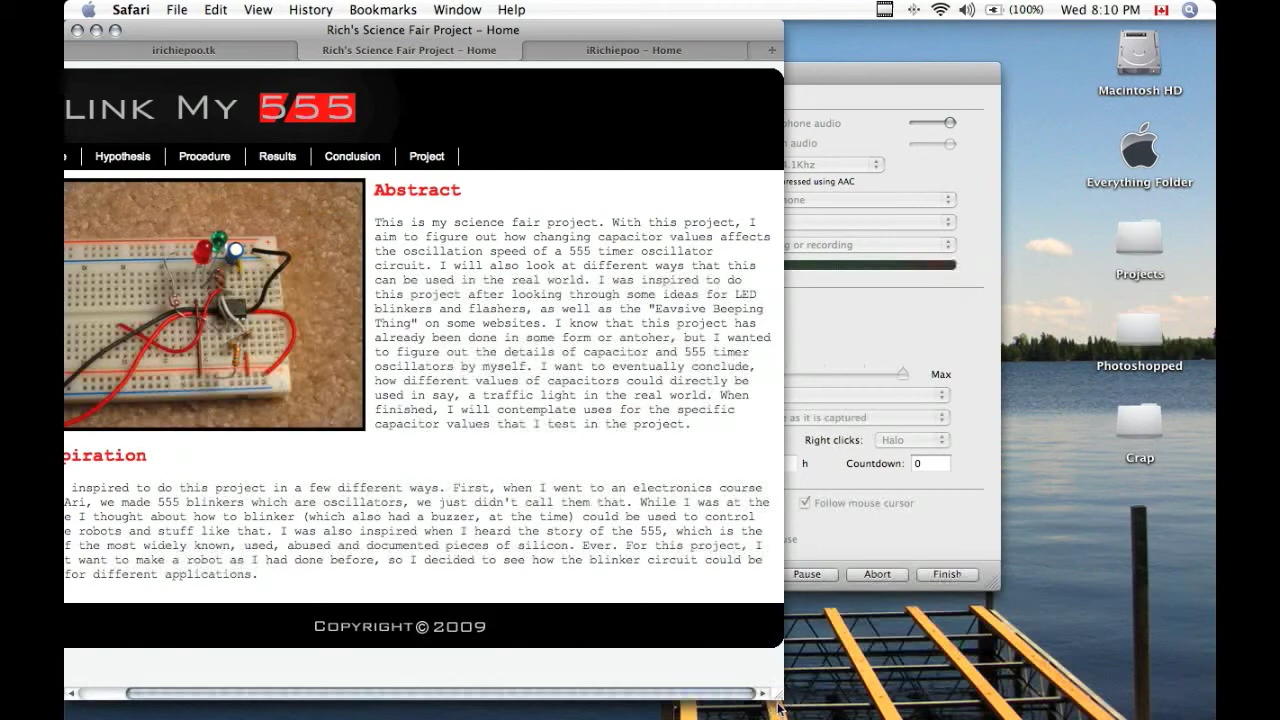 Safari File Edit View History Bookmarks Window Help (100%) Wed 8:10 PM
Rich's Science Fair Project - Home
irichiepoo.tk Rich's Science Fair Project - Home iRichiepoo - Home +
LINK MY 555
e Hypothesis Procedure Results Conclusion Project
Abstract
This is my science fair project. With this project, I
aim to figure out how changing capacitor values affects
the oscillation speed of a 555 timer oscillator
circuit. I will also look at different ways that this
can be used in the real world. I was inspired to do
this project after looking through some ideas for LED
blinkers and flashers, as well as the "Eavsive Beeping
Thing" on some websites. I know that this project has
already been done in some form or antoher, but I wanted
to figure out the details of capacitor and 555 timer
oscillators by myself. I want to eventually conclude,
how different values of capacitors could directly be
used in say, a traffic light in the real world. When
finished, I will contemplate uses for the specific
capacitor values that I test in the project.
piration
inspired to do this project in a few different ways. First, when I went to an electronics course
Ari, we made 555 blinkers which are oscillators, we just didn't call them that. While I was at the
e I thought about how to blinker (which also had a buzzer, at the time) could be used to control
robots and stuff like that. I was also inspired when I heard the story of the 555, which is the
f the most widely known, used, abused and documented pieces of silicon. Ever. For this project, I
t want to make a robot as I had done before, so I decided to see how the blinker circuit could be
for different applications.
COPYRIGHT© 2009
phone audio
audio
4.1Khz
pressed using AAC
hone
g or recording
Max
e as it is captured
Right clicks: Halo
h Countdown: 0
Follow mouse cursor
use
Pause Abort Finish
Macintosh HD
Everything Folder
Projects
Photoshopped
Crap